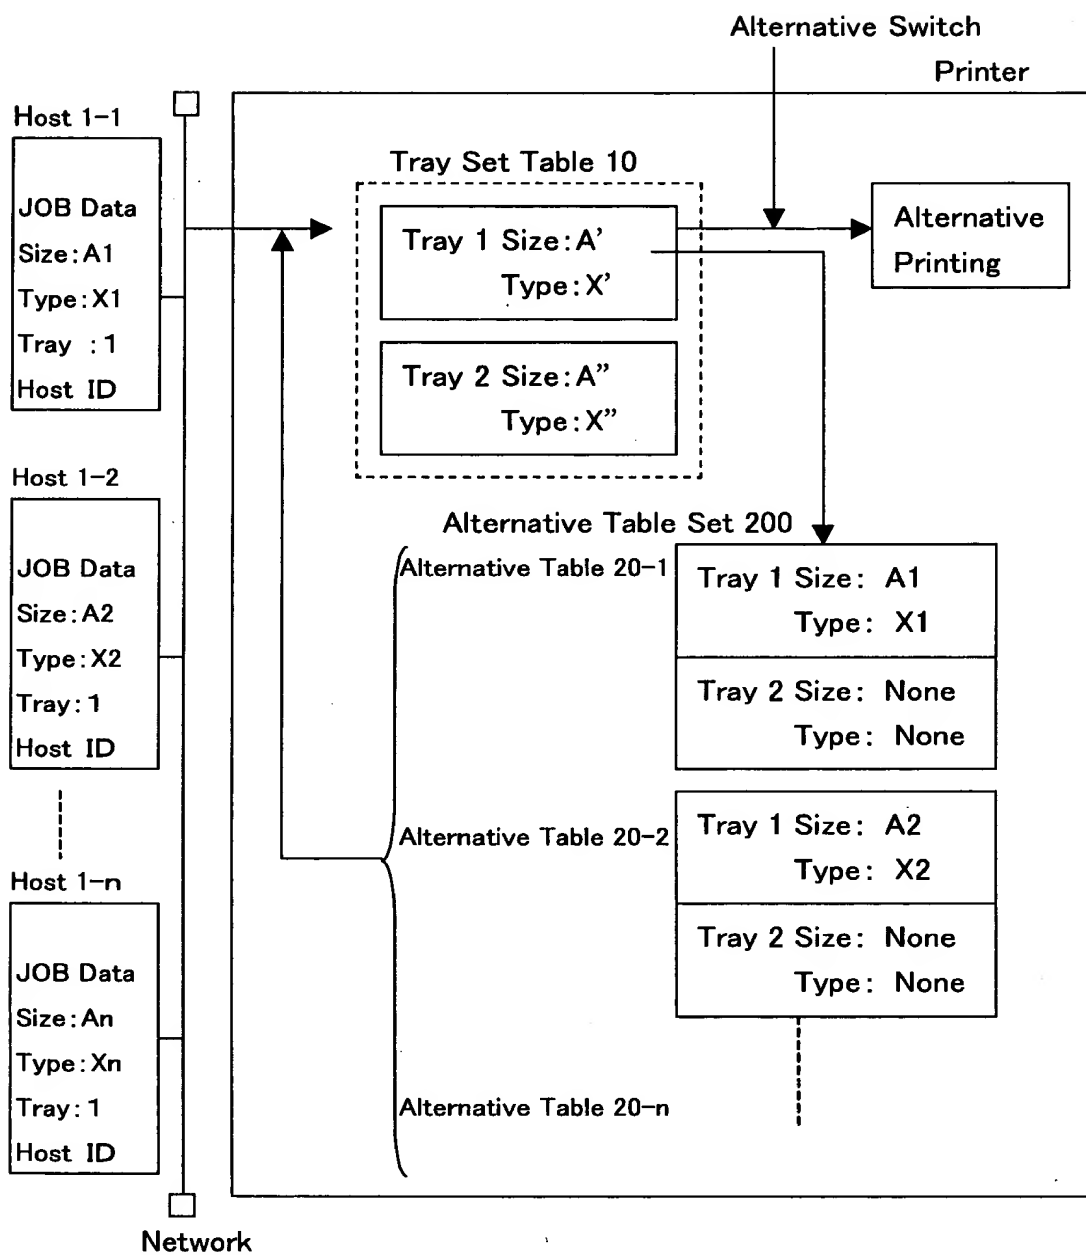 Alternative Switch
Printer
Host 1-1
JOB Data
Size:A1
Type:X1
Tray :1
Host ID
Tray Set Table 10
Tray 1 Size:A'
Type:X'
Tray 2 Size:A”
Type:X”
Alternative
Printing
Host 1-2
JOB Data
Size:A2
Type:X2
Tray:1
Host ID
Host 1-n
JOB Data
Size:An
Type:Xn
Tray:1
Host ID
Network
Alternative Table Set 200
Alternative Table 20-1
Tray 1 Size: A1
Type: X1
Tray 2 Size: None
Type: None
Alternative Table 20-2
Tray 1 Size: A2
Type: X2
Tray 2 Size: None
Type: None
Alternative Table 20-n